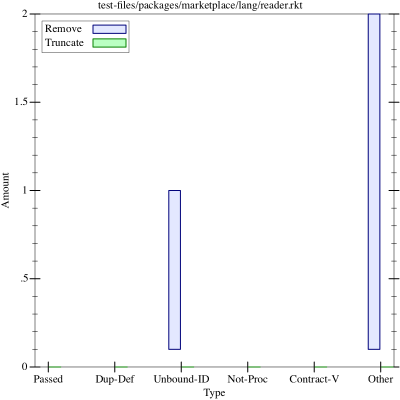 test-files/packages/marketplace/lang/reader.rkt
2
Remove
Truncate
1.5
1
.5
0
Amount
Passed Dup-Def Unbound-ID Not-Proc Contract-V Other
Type